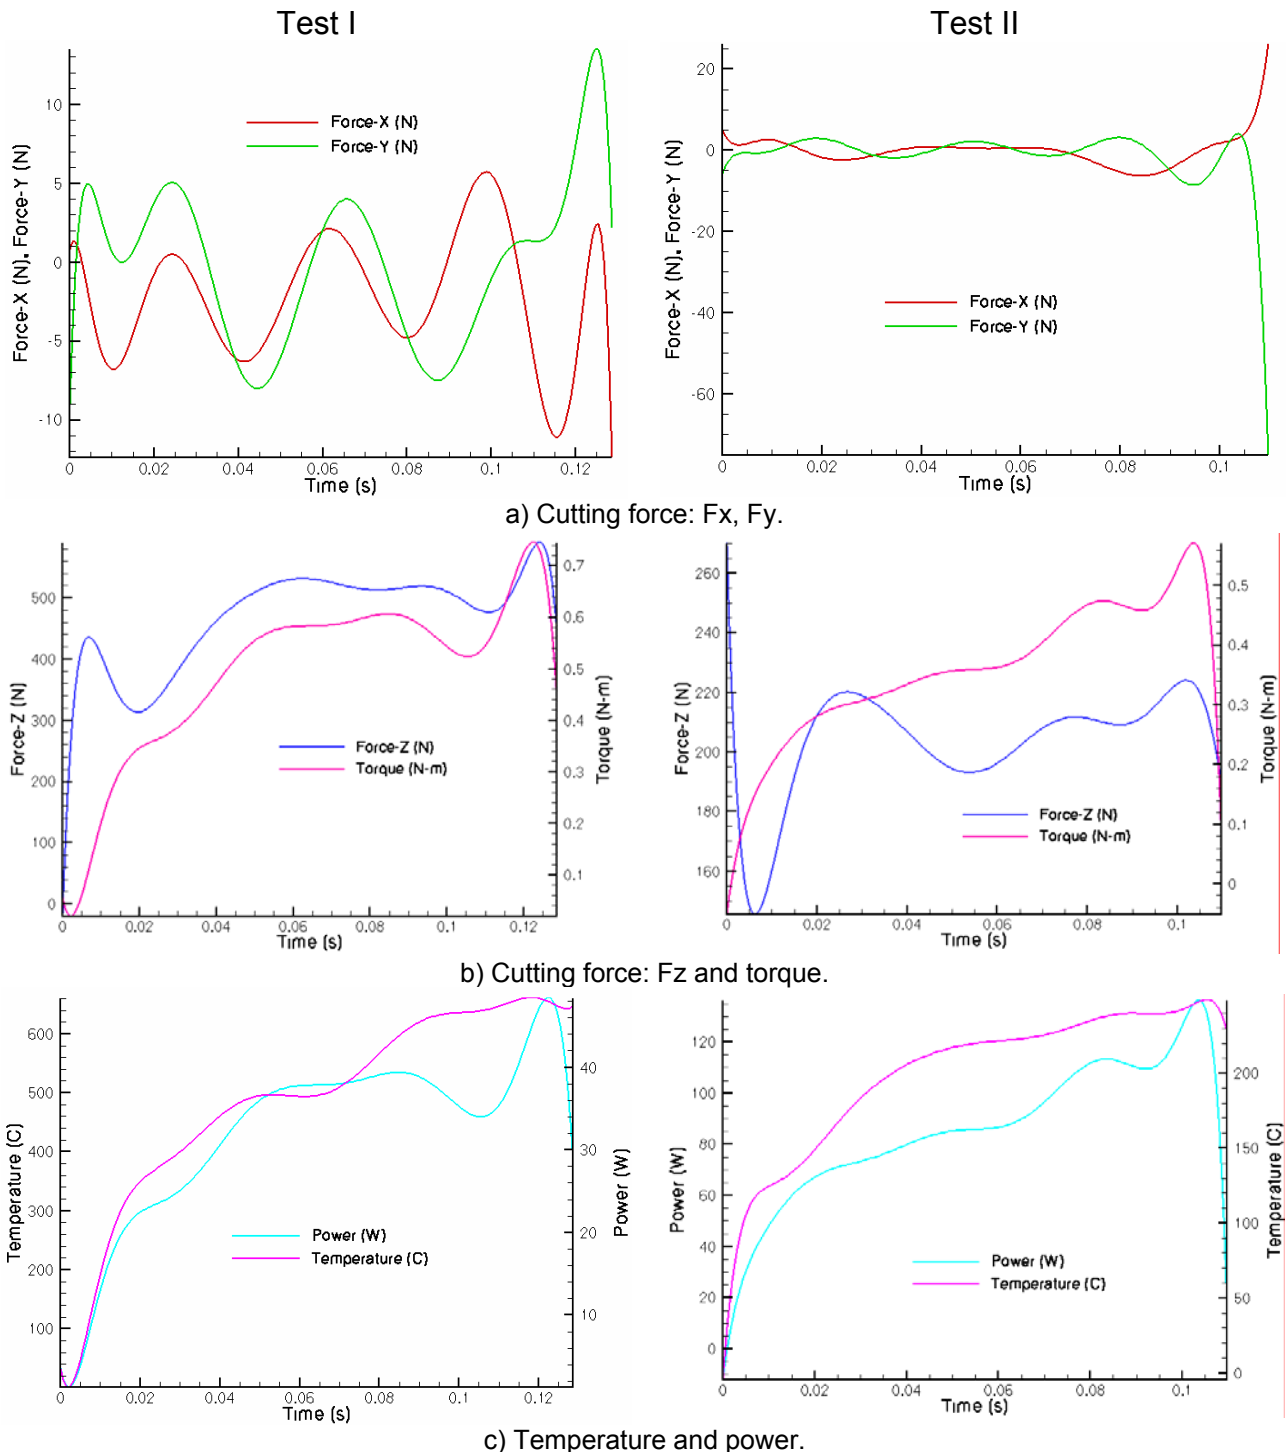 Test I
Test II
10
5
0
-5
-10
Force-X (N), Force-Y (N)
Force-X (N)
Force-Y (N)
0
0.02
0.04
0.06
0.08
0.1
0.12
Time (s)
20
0
-20
-40
-60
Force-X (N), Force-Y (N)
Force-X (N)
Force-Y (N)
0
0.02
0.04
0.06
0.08
0.1
Time (s)
a) Cutting force: Fx, Fy.
500
400
300
200
100
0
Force-Z (N)
Force-Z (N)
Torque (N-m)
0.7
0.6
0.5
0.4
0.3
0.2
0.1
Torque (N-m)
0
0.02
0.04
0.06
0.08
0.1
0.12
Time (s)
260
240
220
200
180
160
Force-Z (N)
Force-Z (N)
Torque (N-m)
0.5
0.4
0.3
0.2
0.1
0
Torque (N-m)
0
0.02
0.04
0.06
0.08
0.1
Time (s)
b) Cutting force: Fz and torque.
600
500
400
300
200
100
Temperature (C)
Power (W)
Temperature (C)
40
30
20
10
Power (W)
0
0.02
0.04
0.06
0.08
0.1
0.12
Time (s)
120
100
80
60
40
20
0
Power (W)
Power (W)
Temperature (C)
200
150
100
50
0
Temperature (C)
0
0.02
0.04
0.06
0.08
0.1
Time (s)
c) Temperature and power.